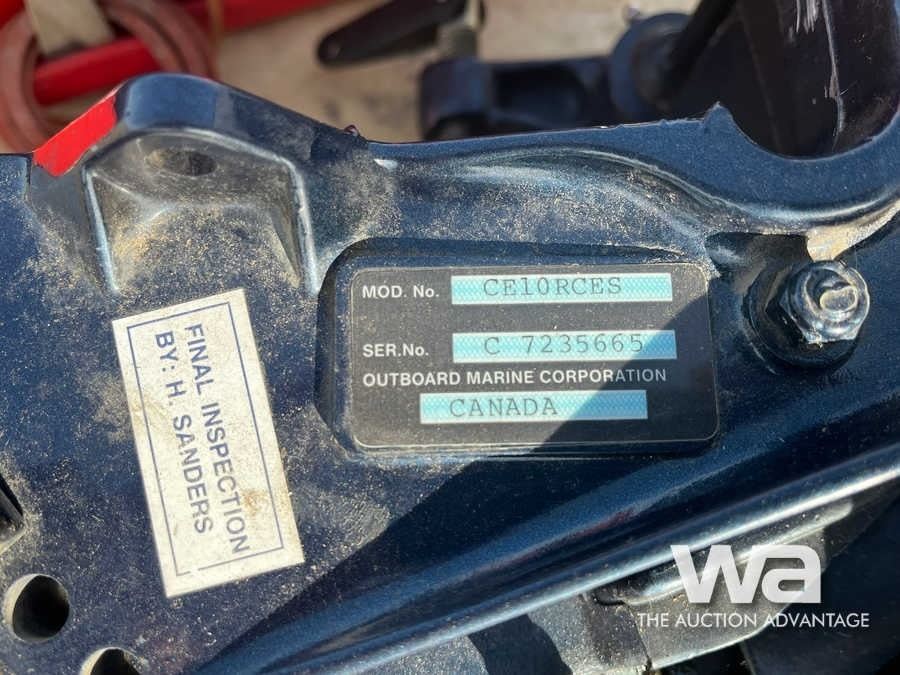 MOD. No. CE10RCES
SER.No. C 7235665
OUTBOARD MARINE CORPORATION
CANADA
FINAL INSPECTION
BY: H. SANDERS
wa
THE AUCTION ADVANTAGE